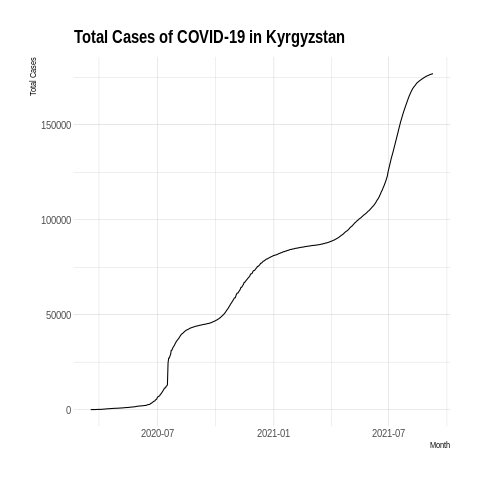 Total Cases of COVID-19 in Kyrgyzstan
Total Cases
150000
100000
50000
0
2020-07
2021-01
2021-07
Month